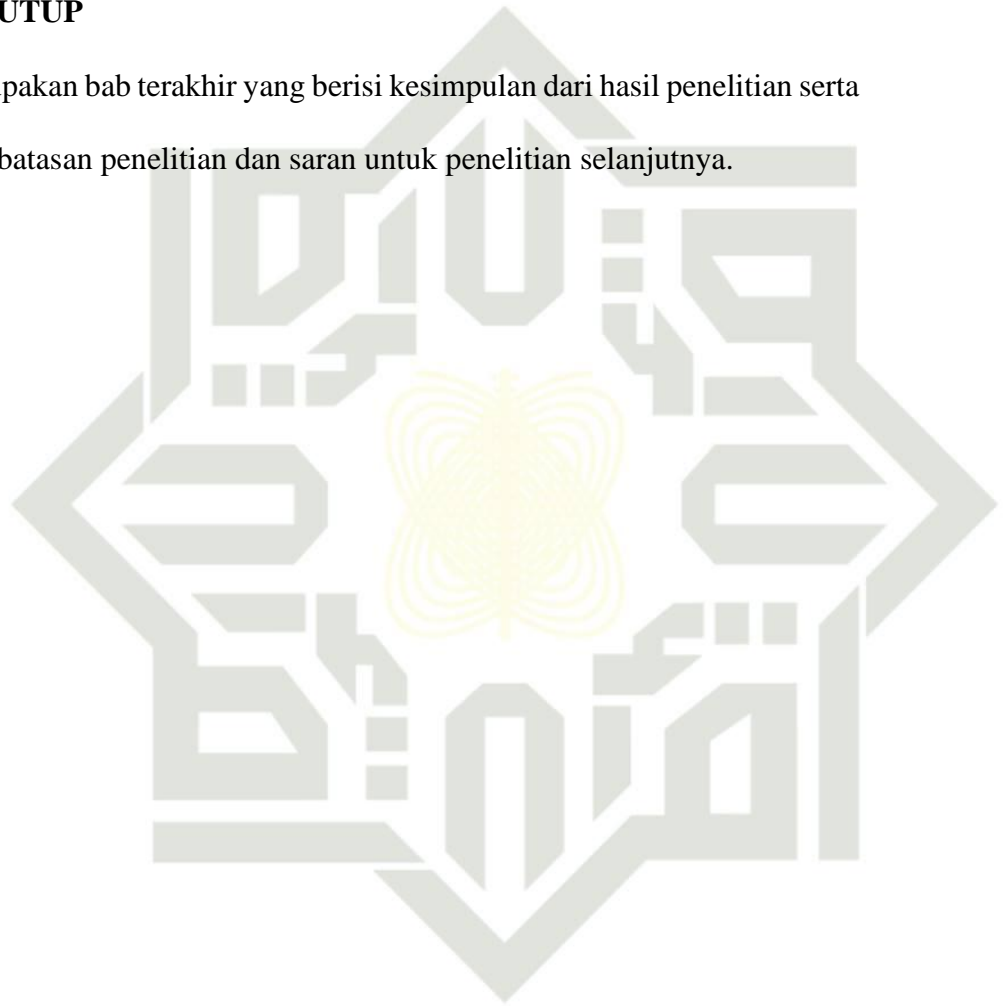 UTUP
pakan bab terakhir yang berisi kesimpulan dari hasil penelitian serta
batasan penelitian dan saran untuk penelitian selanjutnya.